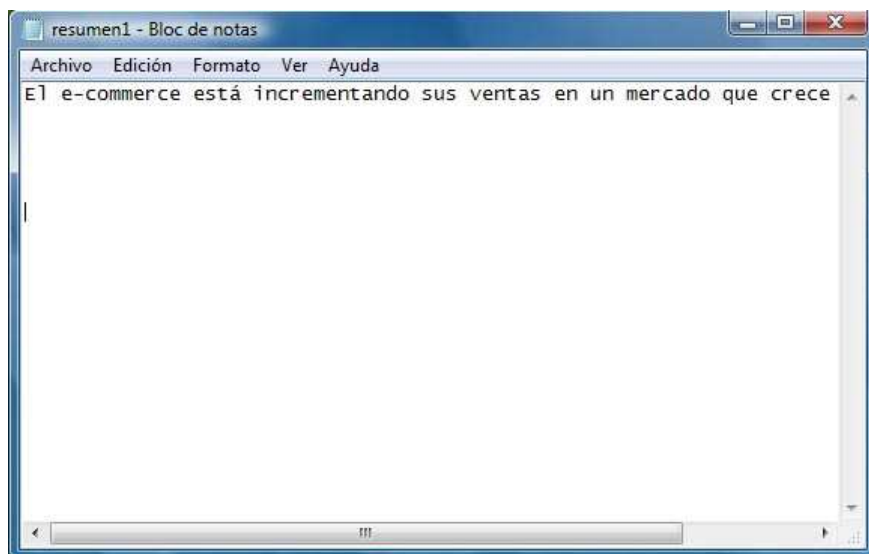 resumen1 - Bloc de notas
Archivo Edición Formato Ver Ayuda
El e-commerce está incrementando sus ventas en un mercado que crece